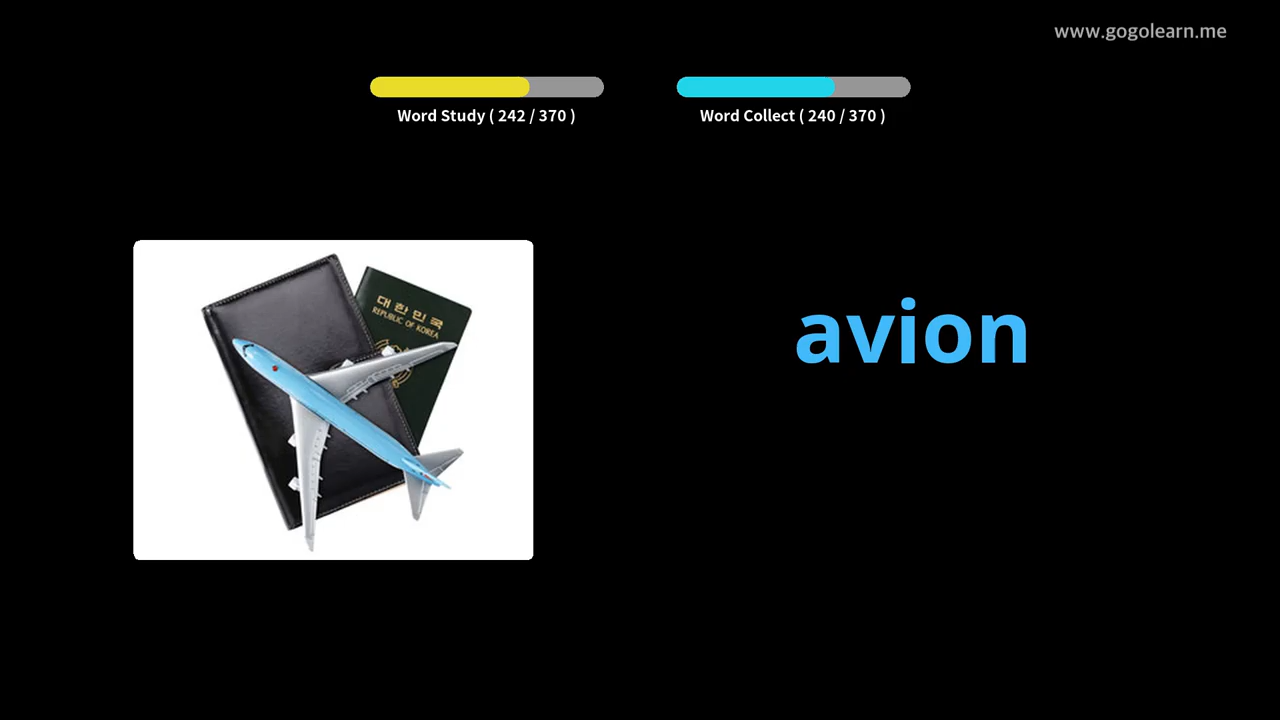 www.gogolearn.me
Word Study ( 242 / 370 )
Word Collect ( 240 / 370 )
대한민국
REPUBLIC OF KOREA
avion